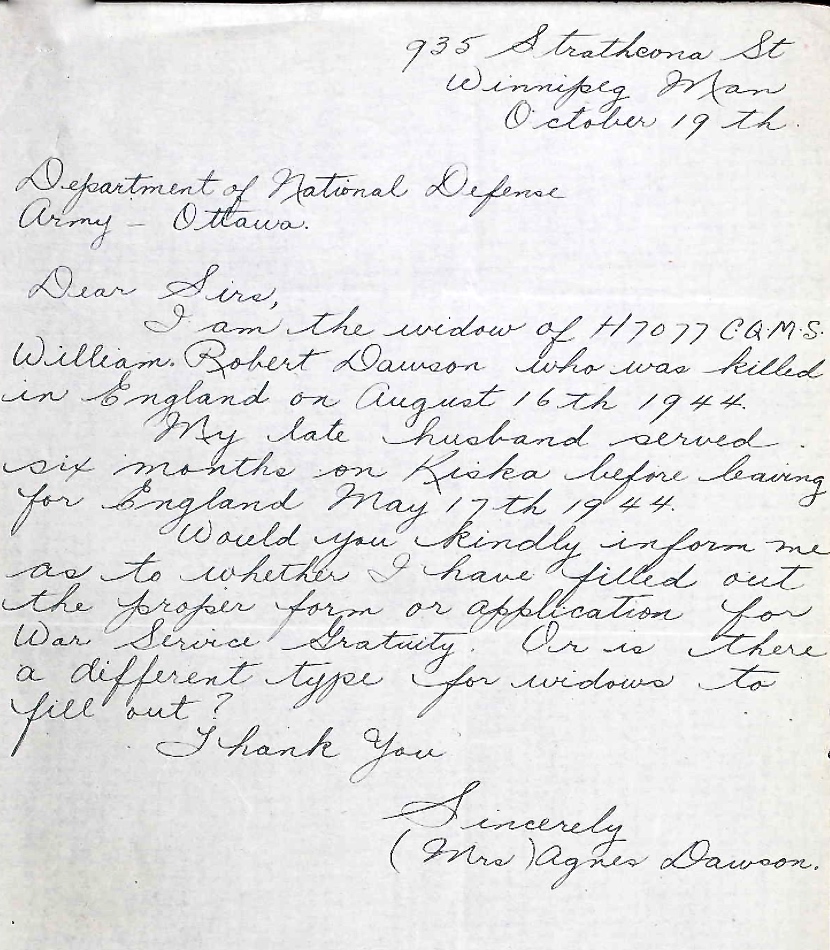 935 Strathcona St
Winnipeg Man
October 19 th.
Department of National Defense
Army - Ottawa.
Dear Sirs,
I am the widow of H7077 C.Q.M.S.
William. Robert Dawson who was killed
in England on August 16th 1944.
My late husband served.
six months on Kiska before leaving
for England May 17th 1944.
Would you kindly inform me
as to whether I have filled out
the proper form or application for
War Service Gratuity. Or is there
a different type for widows to
fill out?
Thank You
Sincerely
(Mrs) Agnes Dawson.